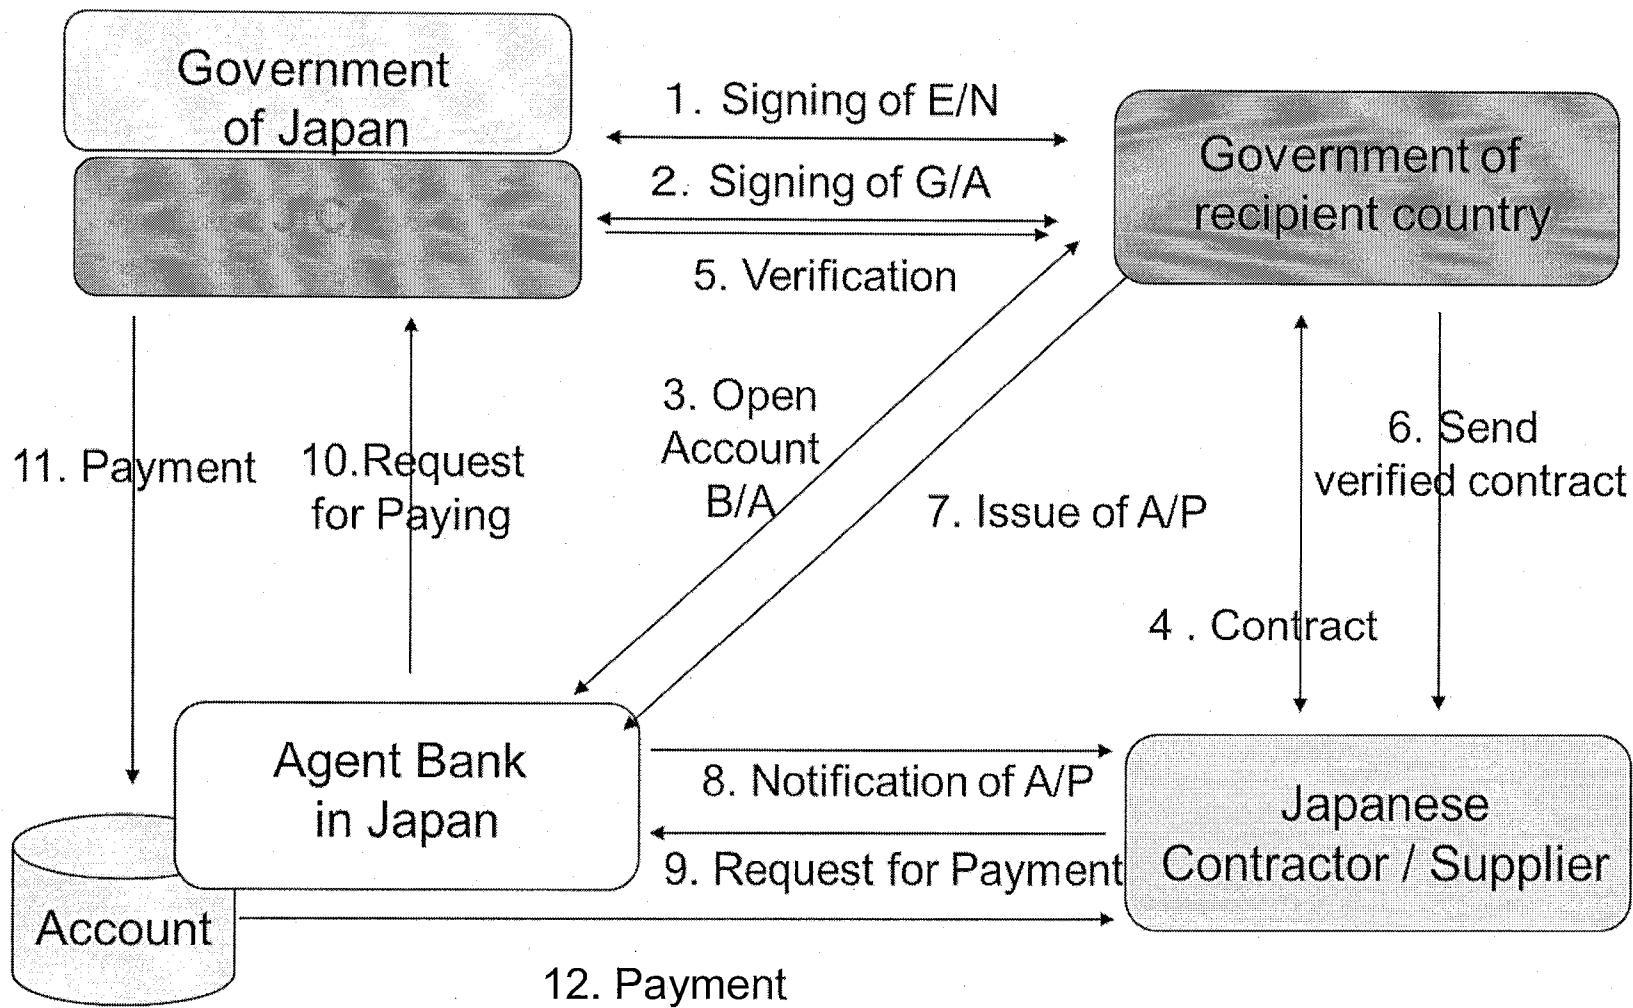 Government
of Japan
1. Signing of E/N
Government of
recipient country
2. Signing of G/A
5. Verification
3. Open
Account
B/A
6. Send
verified contract
11. Payment
10.Request
for Paying
7. Issue of A/P
4 . Contract
Agent Bank
in Japan
8. Notification of A/P
Japanese
Contractor / Supplier
9. Request for Payment
Account
12. Payment